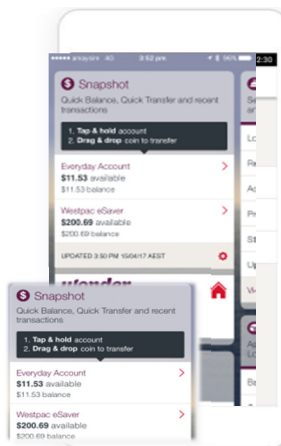 amaysim 4G 3:52 pm 96%
2:30
Snapshot
Quick Balance, Quick Transfer and recent
transactions
1. Tap & hold account
2. Drag & drop coin to transfer
Everyday Account
$11.53 available
$11.53 balance
Westpac eSaver
$200.69 available
$200.69 balance
UPDATED 3:50 PM 15/04/17 AEST
Snapshot
Quick Balance, Quick Transfer and recent
transactions
1. Tap & hold account
2. Drag & drop coin to transfer
Everyday Account
$11.53 available
$11.53 balance
Westpac eSaver
$200.69 available
$200.69 balance